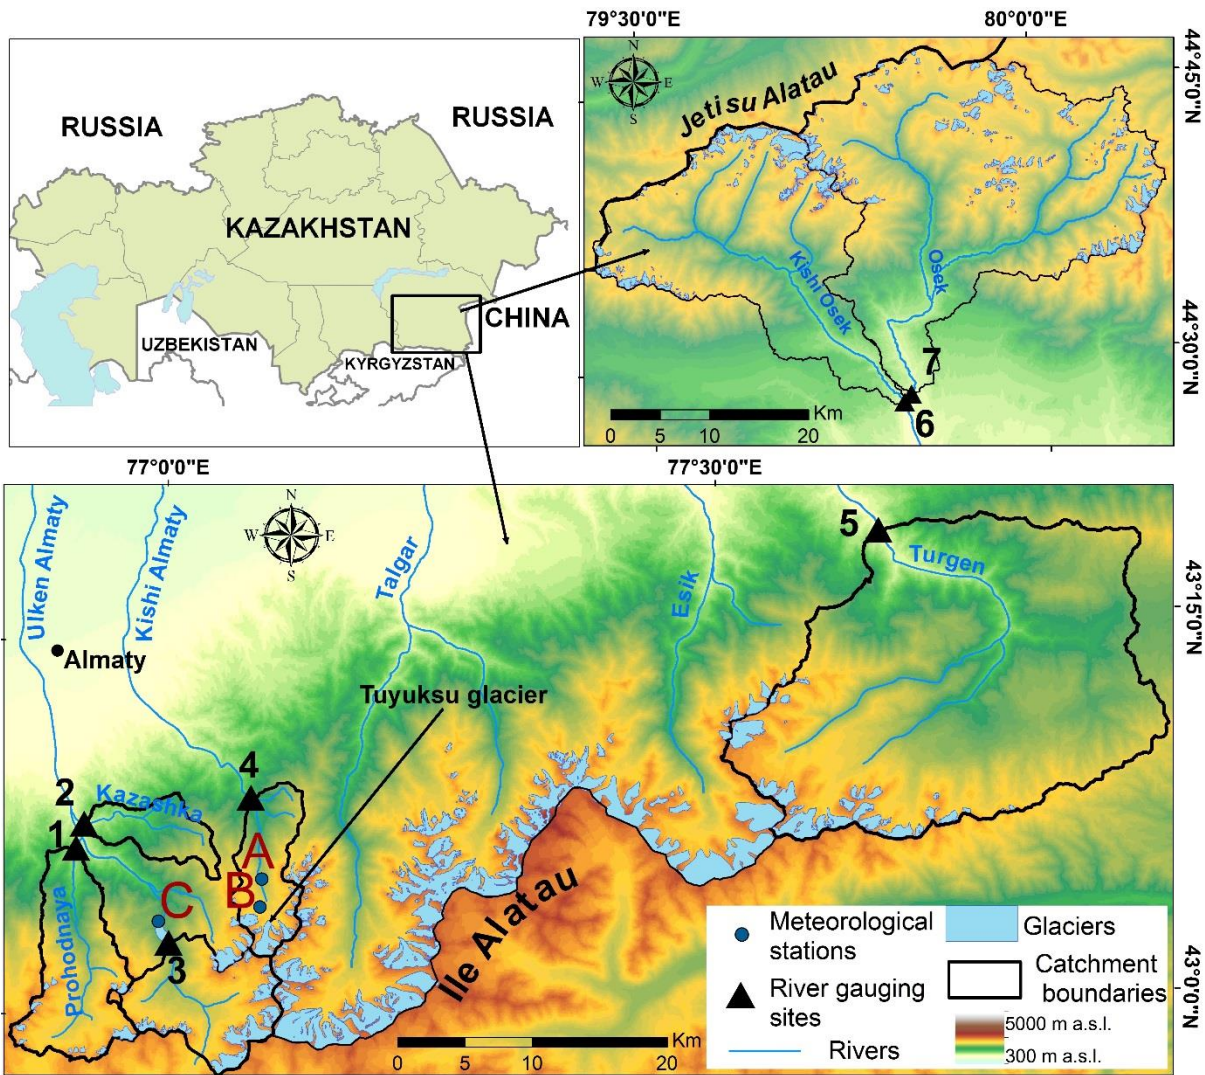 RUSSIA
RUSSIA
KAZAKHSTAN
CHINA
UZBEKISTAN
KYRGYZSTAN
79°30'0"E
80°0'0"E
44°45'0"N
44°30'0"N
N
W
E
S
Jetisu Alatau
Kishi Osek
Osek
7
6
Km
0
5
10
20
77°0'0"E
77°30'0"E
43°15'0"N
43°0'0"N
N
W
E
S
Ulken Almaty
Kishi Almaty
Talgar
Esik
5
Turgen
Almaty
Tuyuksu glacier
4
2
Kazashka
1
A
B
C
3
Prohodnaya
Ile Alatau
Km
0
5
10
20
Meteorological
stations
River gauging
sites
Rivers
Glaciers
Catchment
boundaries
5000 m a.s.l.
300 m a.s.l.